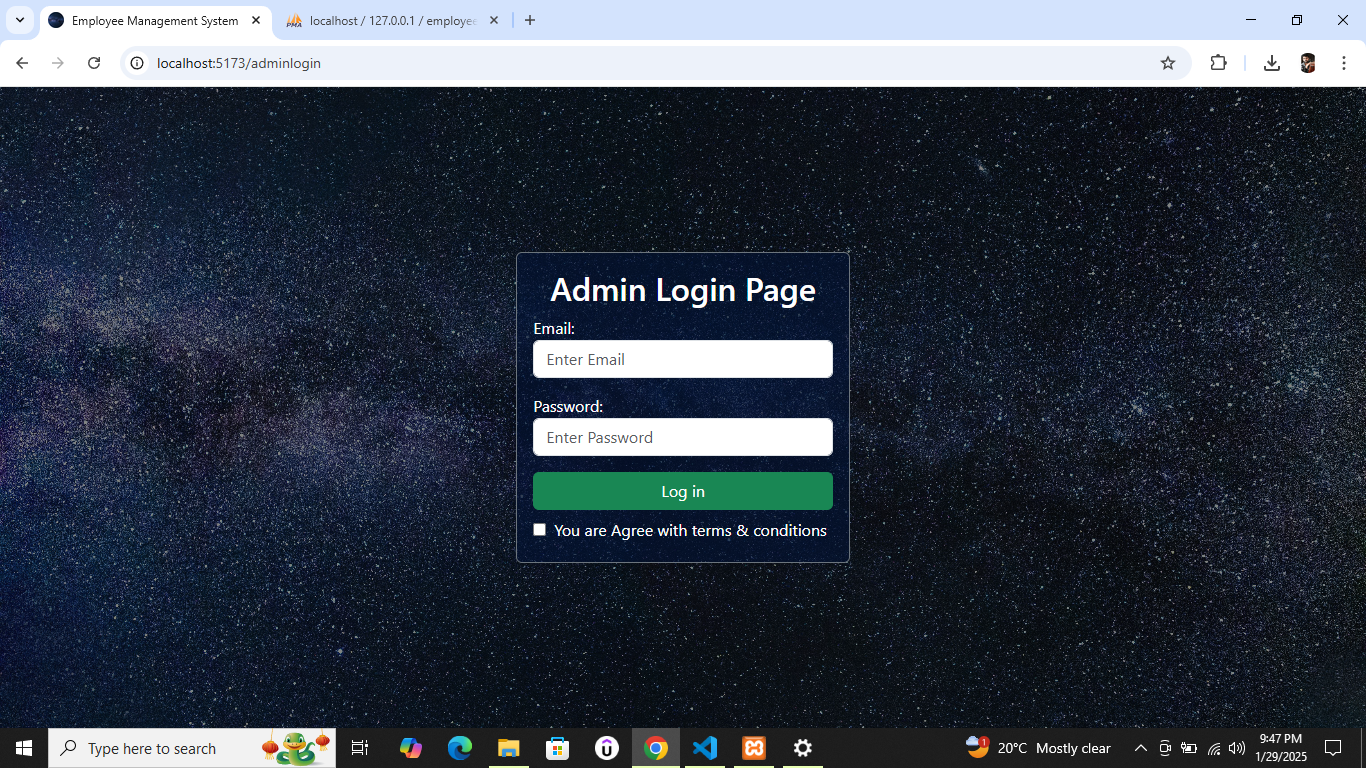 Employee Management System
localhost / 127.0.0.1 / employee
PMA
localhost:5173/adminlogin
Admin Login Page
Email:
Enter Email
Password:
Enter Password
Log in
You are Agree with terms & conditions
Type here to search
1
20°C Mostly clear
9:47 PM
1/29/2025